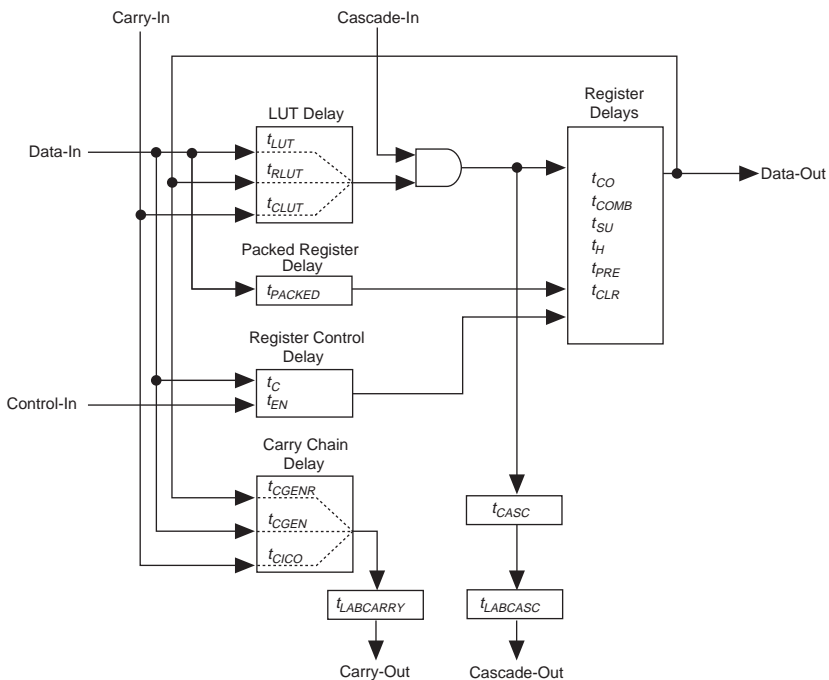 Carry-In
Cascade-In
LUT Delay
Register
Delays
Data-In
tLUT
tRLUT
tCLUT
Data-Out
tCO
tCOMB
tSU
tH
tPRE
tCLR
Packed Register
Delay
tPACKED
Register Control
Delay
tC
tEN
Control-In
Carry Chain
Delay
tCGENR
tCGEN
tCICO
tCASC
tLABCARRY
tLABCASC
Carry-Out
Cascade-Out